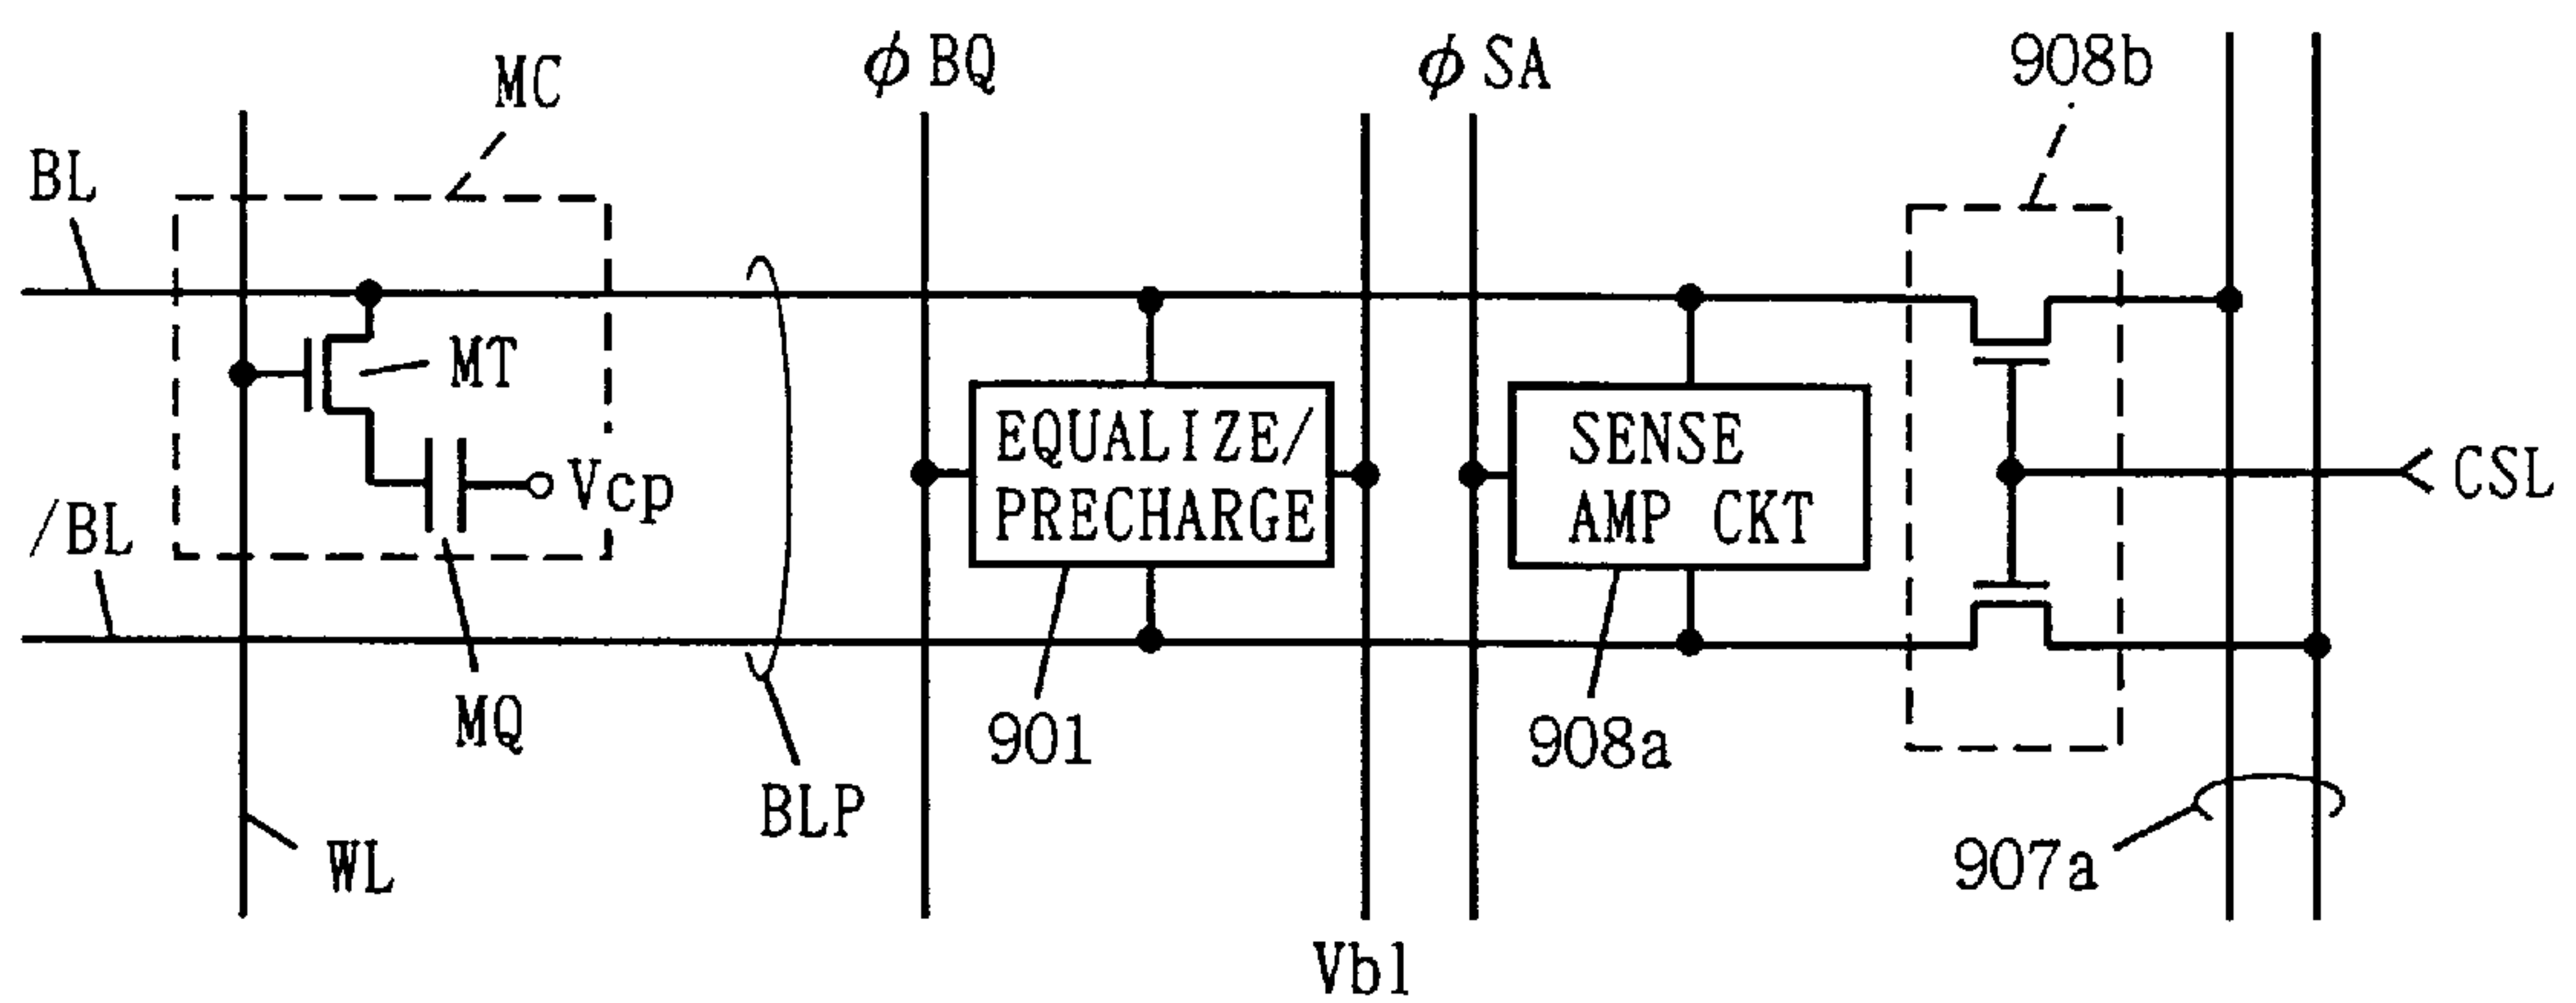 φBQ
φSA
908b
MC
BL
MT
EQUALIZE/
PRECHARGE
SENSE
AMP CKT
Vcp
CSL
/BL
MQ
901
908a
BLP
WL
907a
Vbl